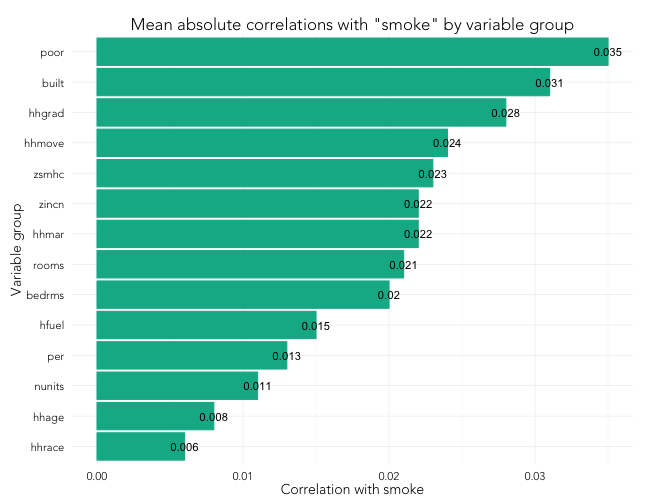 Mean absolute correlations with "smoke" by variable group
Variable group
poor 0.035
built 0.031
hhgrad 0.028
hhmove 0.024
zsmhc 0.023
zincn 0.022
hhmar 0.022
rooms 0.021
bedrms 0.02
hfuel 0.015
per 0.013
nunits 0.011
hhage 0.008
hhrace 0.006
0.00 0.01 0.02 0.03
Correlation with smoke